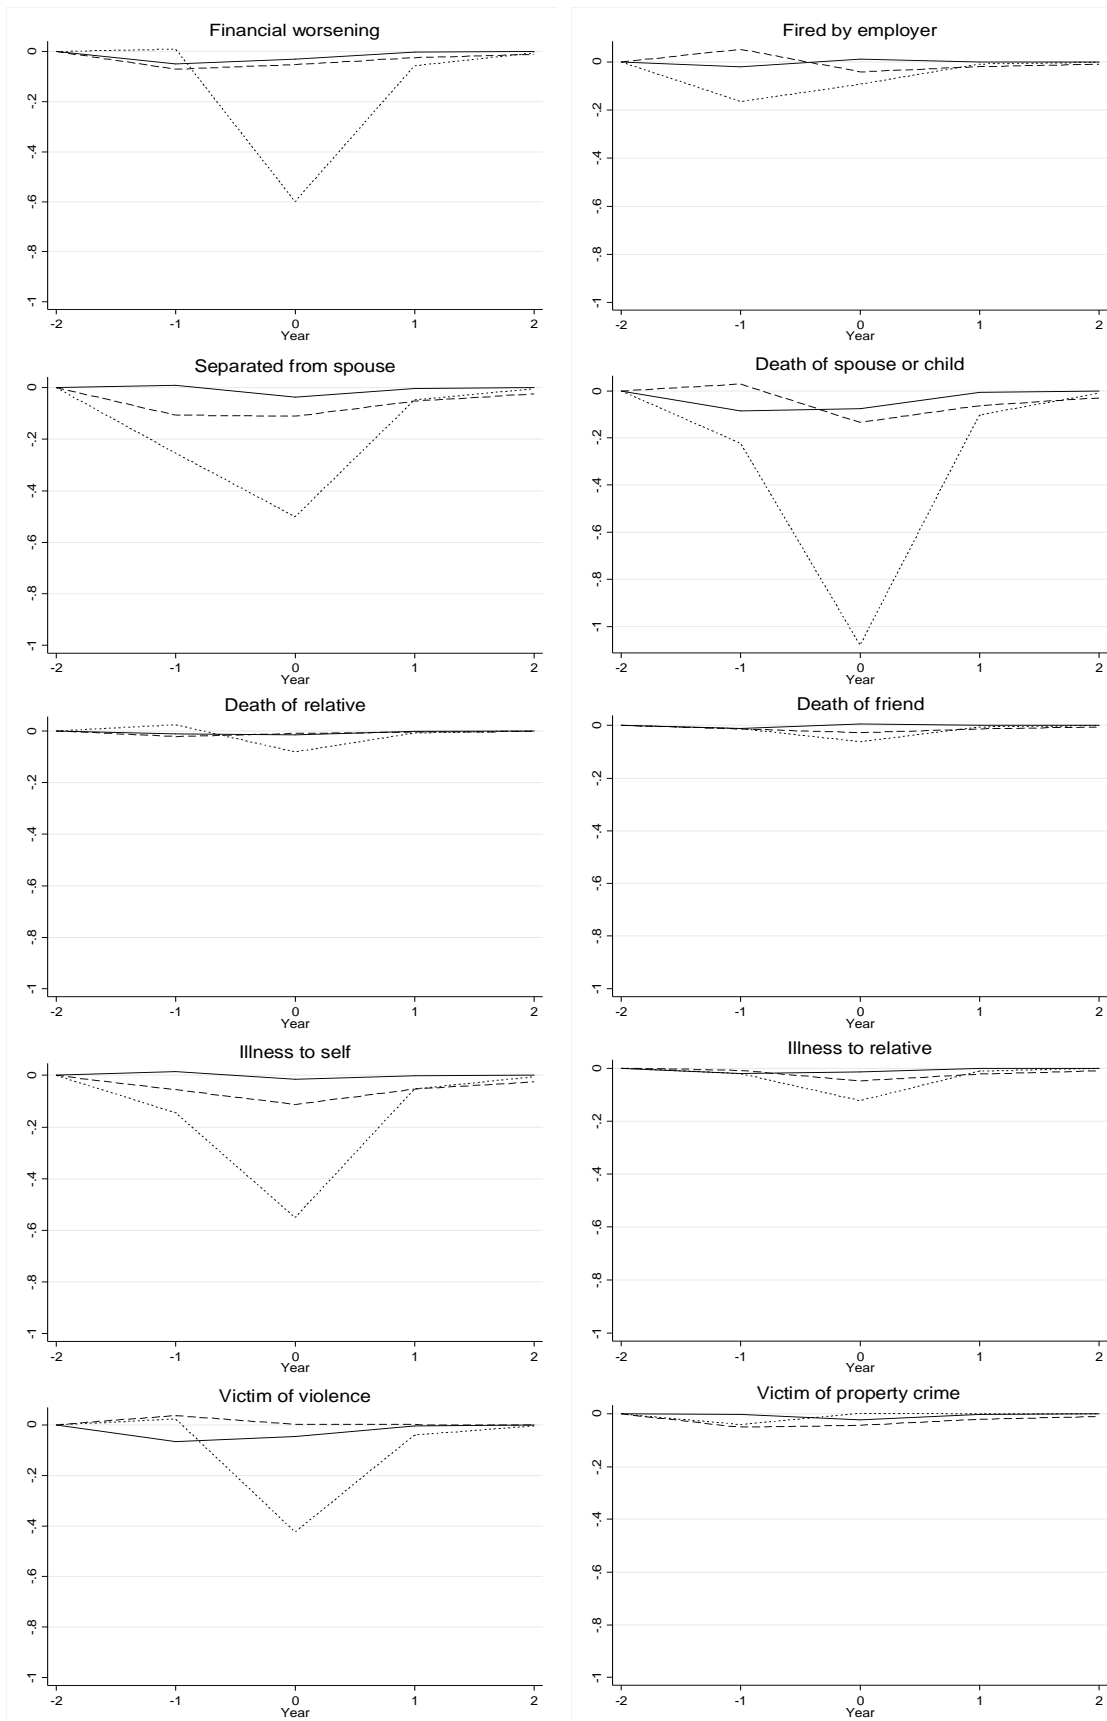 Financial worsening
0
-.2
-.4
-.6
-.8
-1
-2 -1 0 1 2
Year
Fired by employer
0
-.2
-.4
-.6
-.8
-1
-2 -1 0 1 2
Year
Separated from spouse
0
-.2
-.4
-.6
-.8
-1
-2 -1 0 1 2
Year
Death of spouse or child
0
-.2
-.4
-.6
-.8
-1
-2 -1 0 1 2
Year
Death of relative
0
-.2
-.4
-.6
-.8
-1
-2 -1 0 1 2
Year
Death of friend
0
-.2
-.4
-.6
-.8
-1
-2 -1 0 1 2
Year
Illness to self
0
-.2
-.4
-.6
-.8
-1
-2 -1 0 1 2
Year
Illness to relative
0
-.2
-.4
-.6
-.8
-1
-2 -1 0 1 2
Year
Victim of violence
0
-.2
-.4
-.6
-.8
-1
-2 -1 0 1 2
Year
Victim of property crime
0
-.2
-.4
-.6
-.8
-1
-2 -1 0 1 2
Year